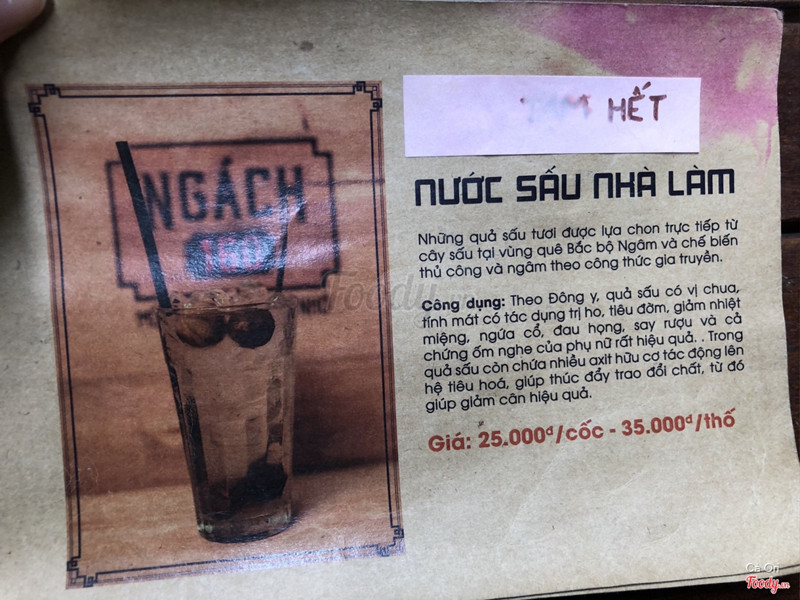 HẾT
NƯỚC SẤU NHÀ LÀM
Những quả sấu tươi được lựa chon trực tiếp từ
cây sấu tại vùng quê Bắc bộ Ngâm và chế biến
thủ công và ngâm theo công thức gia truyền.
Công dụng: Theo Đông y, quả sấu có vị chua,
tính mát có tác dụng trị ho, tiêu đờm, giảm nhiệt
miệng, ngứa cổ, đau họng, say rượu và cả
chứng ốm nghe của phụ nữ rất hiệu quả. . Trong
quả sấu còn chứa nhiều axit hữu cơ tác động lên
hệ tiêu hoá, giúp thúc đẩy trao đổi chất, từ đó
giúp giảm cân hiệu quả.
Giá: 25.000đ/cốc - 35.000đ/thố
NGÁCH
Foody
Foody.vn